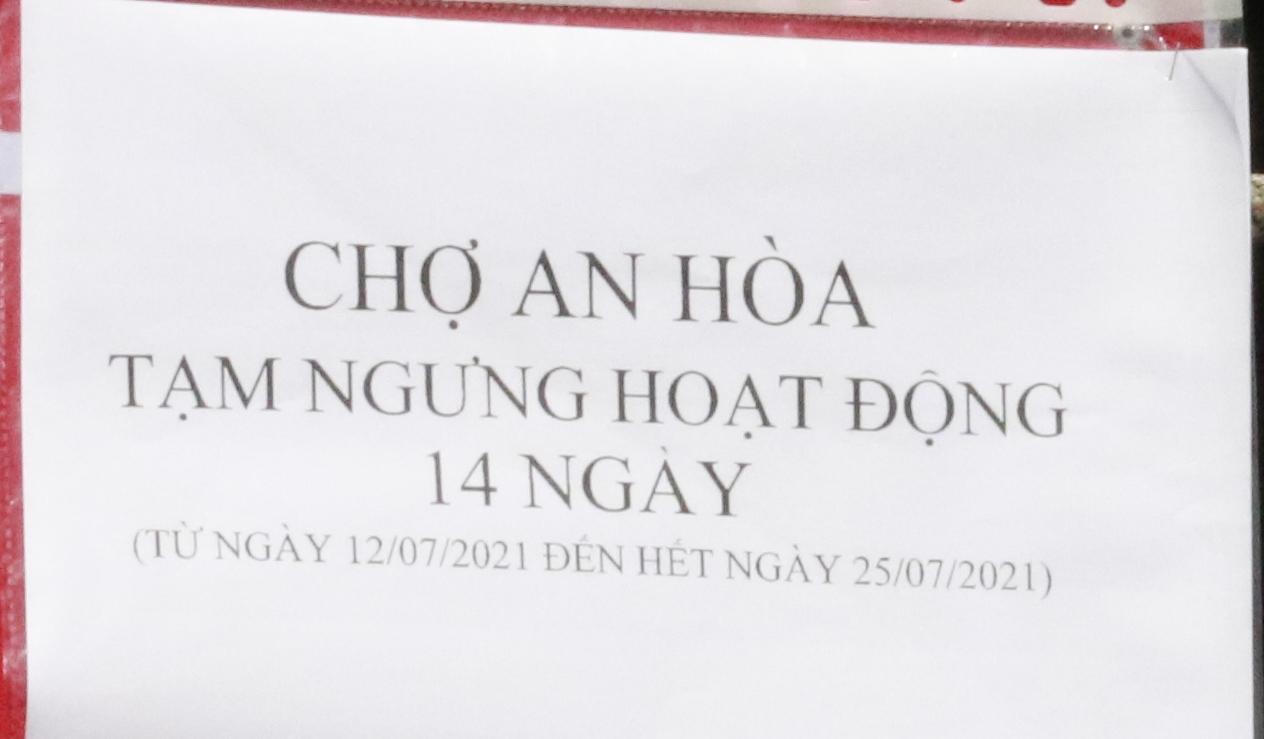 CHỢ AN HÒA
TẠM NGƯNG HOẠT ĐỘNG
14 NGÀY
(TỪ NGÀY 12/07/2021 ĐẾN HẾT NGÀY 25/07/2021)